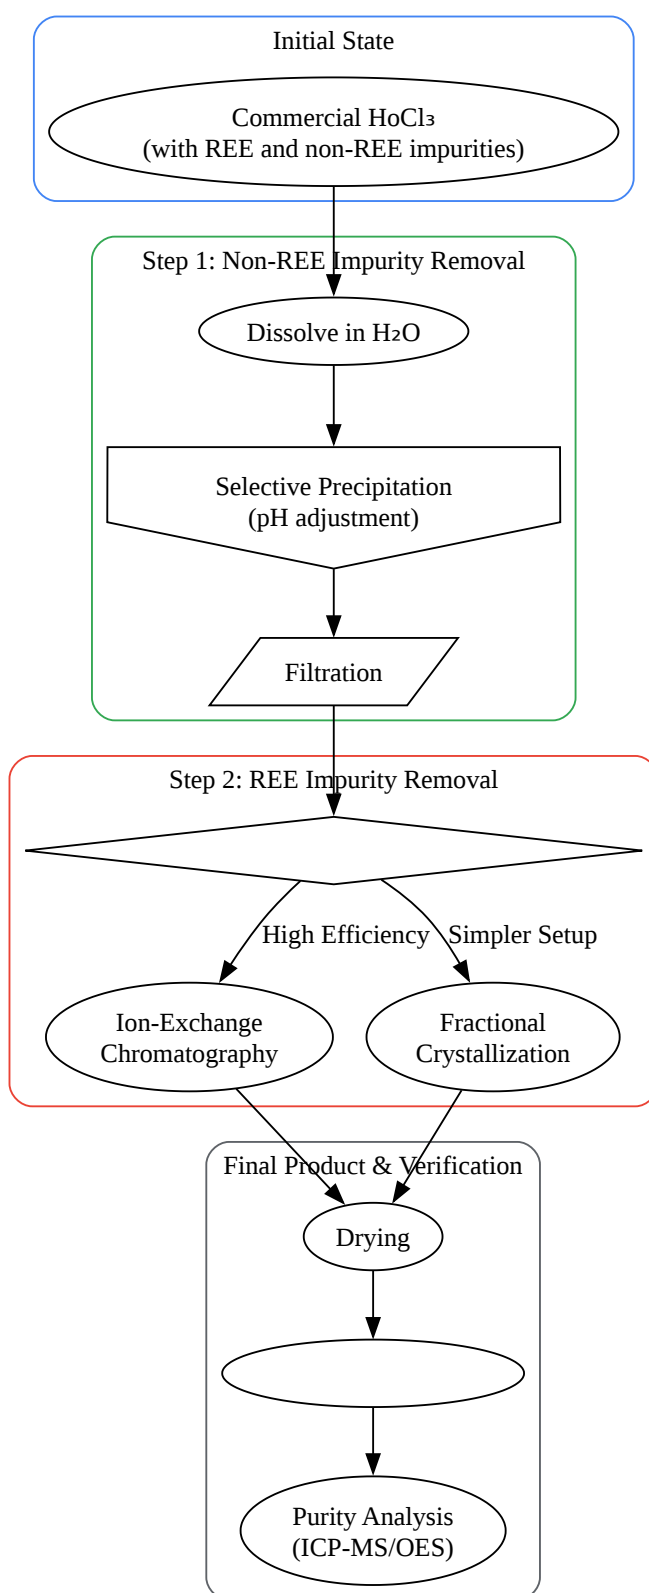 Initial State
Commercial HoCl₃
(with REE and non-REE impurities)
Step 1: Non-REE Impurity Removal
Dissolve in H₂O
Selective Precipitation
(pH adjustment)
Filtration
Step 2: REE Impurity Removal
High Efficiency
Simpler Setup
Ion-Exchange
Chromatography
Fractional
Crystallization
Final Product & Verification
Drying
Purity Analysis
(ICP-MS/OES)